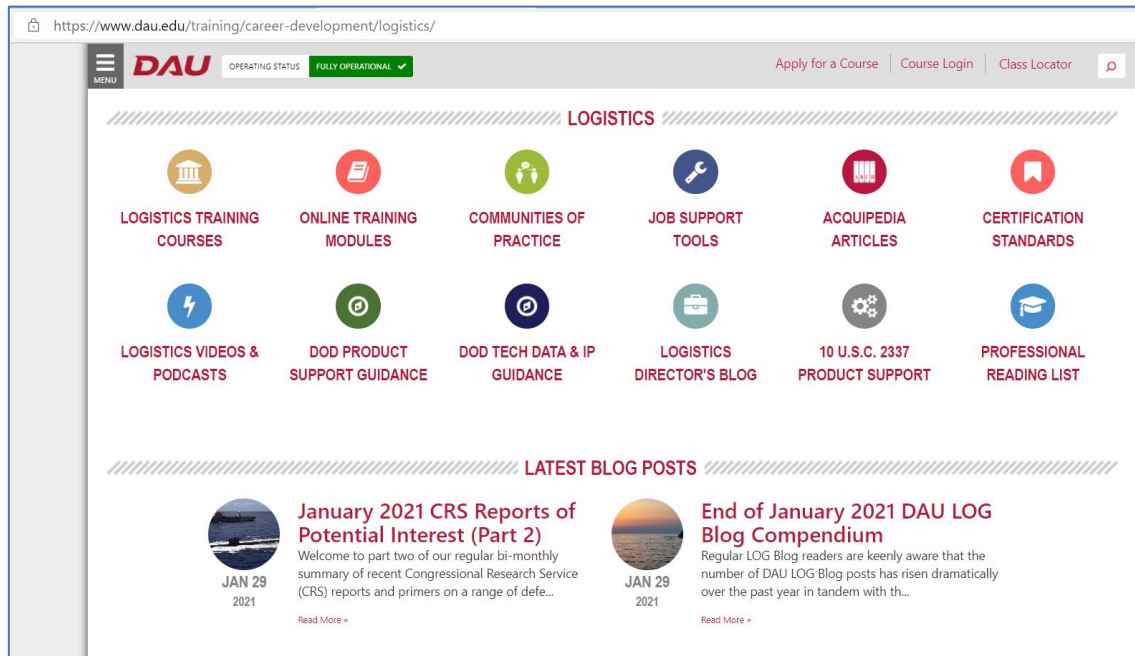 https://www.dau.edu/training/career-development/logistics/
MENU
DAU
OPERATING STATUS
FULLY OPERATIONAL
Apply for a Course
Course Login
Class Locator
LOGISTICS
LOGISTICS TRAINING
COURSES
ONLINE TRAINING
MODULES
COMMUNITIES OF
PRACTICE
JOB SUPPORT
TOOLS
ACQUIPEDIA
ARTICLES
CERTIFICATION
STANDARDS
LOGISTICS VIDEOS &
PODCASTS
DOD PRODUCT
SUPPORT GUIDANCE
DOD TECH DATA & IP
GUIDANCE
LOGISTICS
DIRECTOR'S BLOG
10 U.S.C. 2337
PRODUCT SUPPORT
PROFESSIONAL
READING LIST
LATEST BLOG POSTS
JAN 29
2021
January 2021 CRS Reports of
Potential Interest (Part 2)
Welcome to part two of our regular bi-monthly
summary of recent Congressional Research Service
(CRS) reports and primers on a range of defe...
Read More »
JAN 29
2021
End of January 2021 DAU LOG
Blog Compendium
Regular LOG Blog readers are keenly aware that the
number of DAU LOG Blog posts has risen dramatically
over the past year in tandem with th...
Read More »